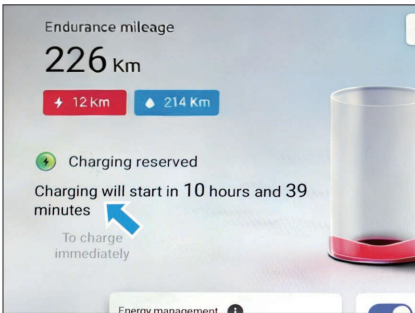 Endurance mileage
226 Km
12 Km 214 Km
Charging reserved
Charging will start in 10 hours and 39
minutes
To charge
immediately
Energy management